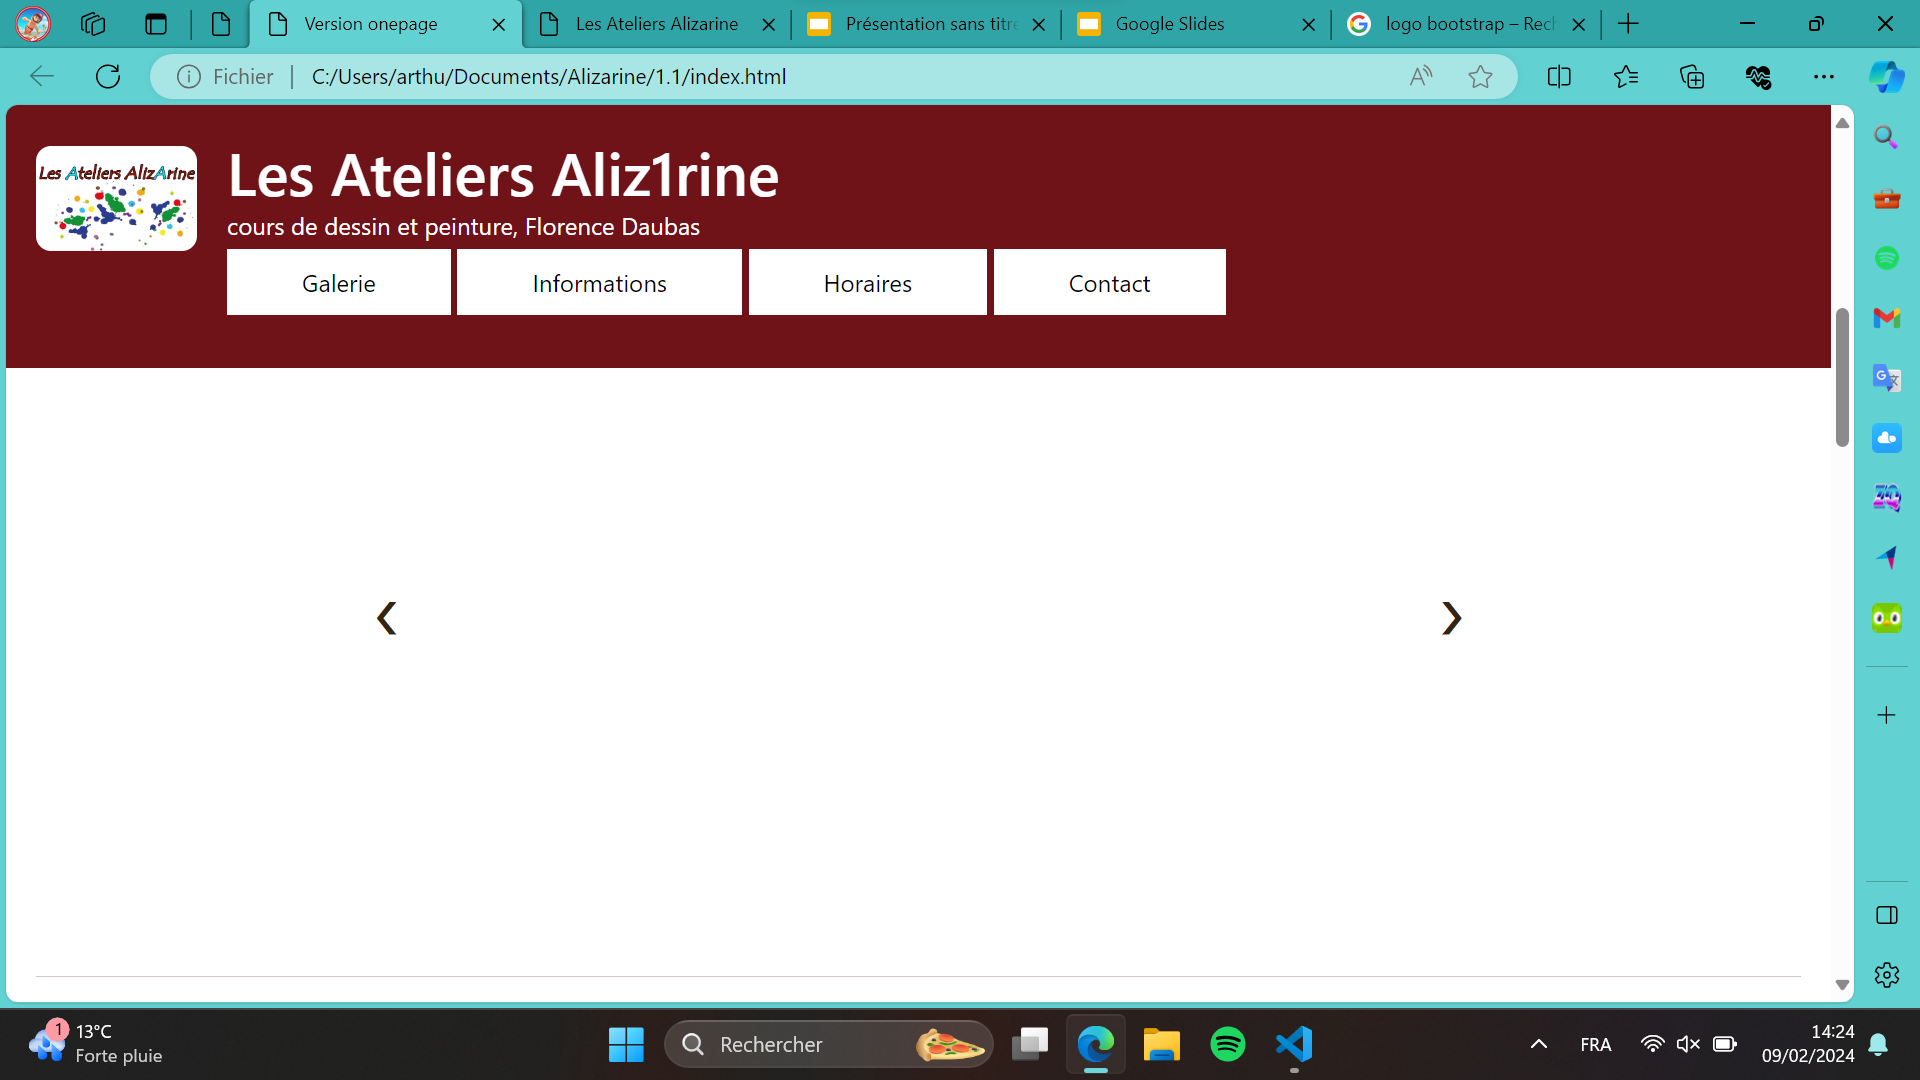 Version onepage
Les Ateliers Alizarine
Présentation sans titre
Google Slides
logo bootstrap – Rech
Fichier
C:/Users/arthu/Documents/Alizarine/1.1/index.html
Les Ateliers AlizArine
Les Ateliers Aliz1rine
cours de dessin et peinture, Florence Daubas
Galerie
Informations
Horaires
Contact
1
13°C
Forte pluie
Rechercher
FRA
14:24
09/02/2024